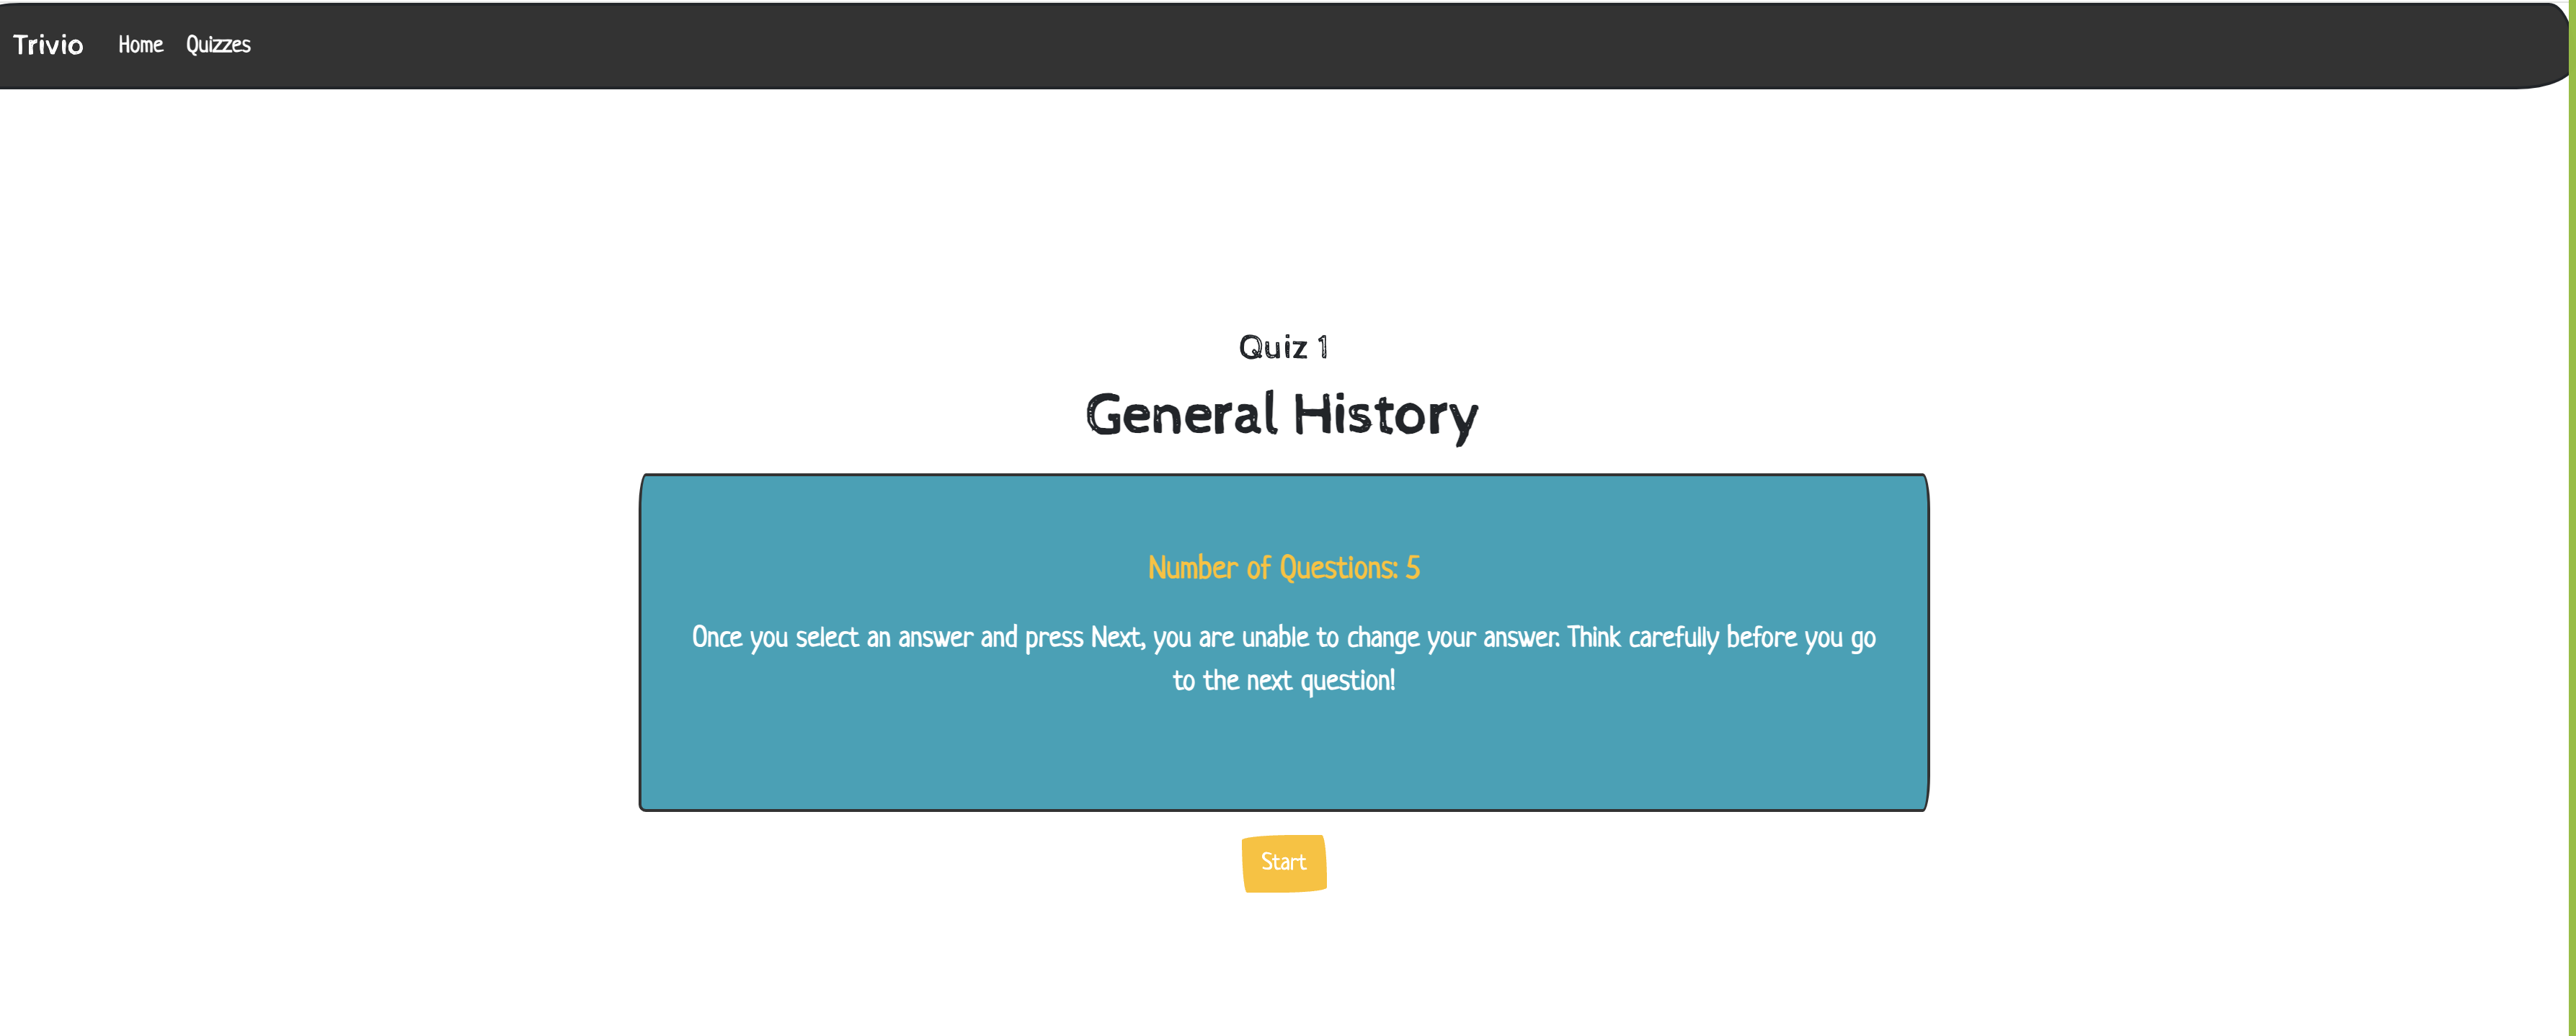 Trivio Home Quizzes
Quiz 1
General History
Number of Questions: 5
Once you select an answer and press Next, you are unable to change your answer. Think carefully before you go
to the next question!
Start